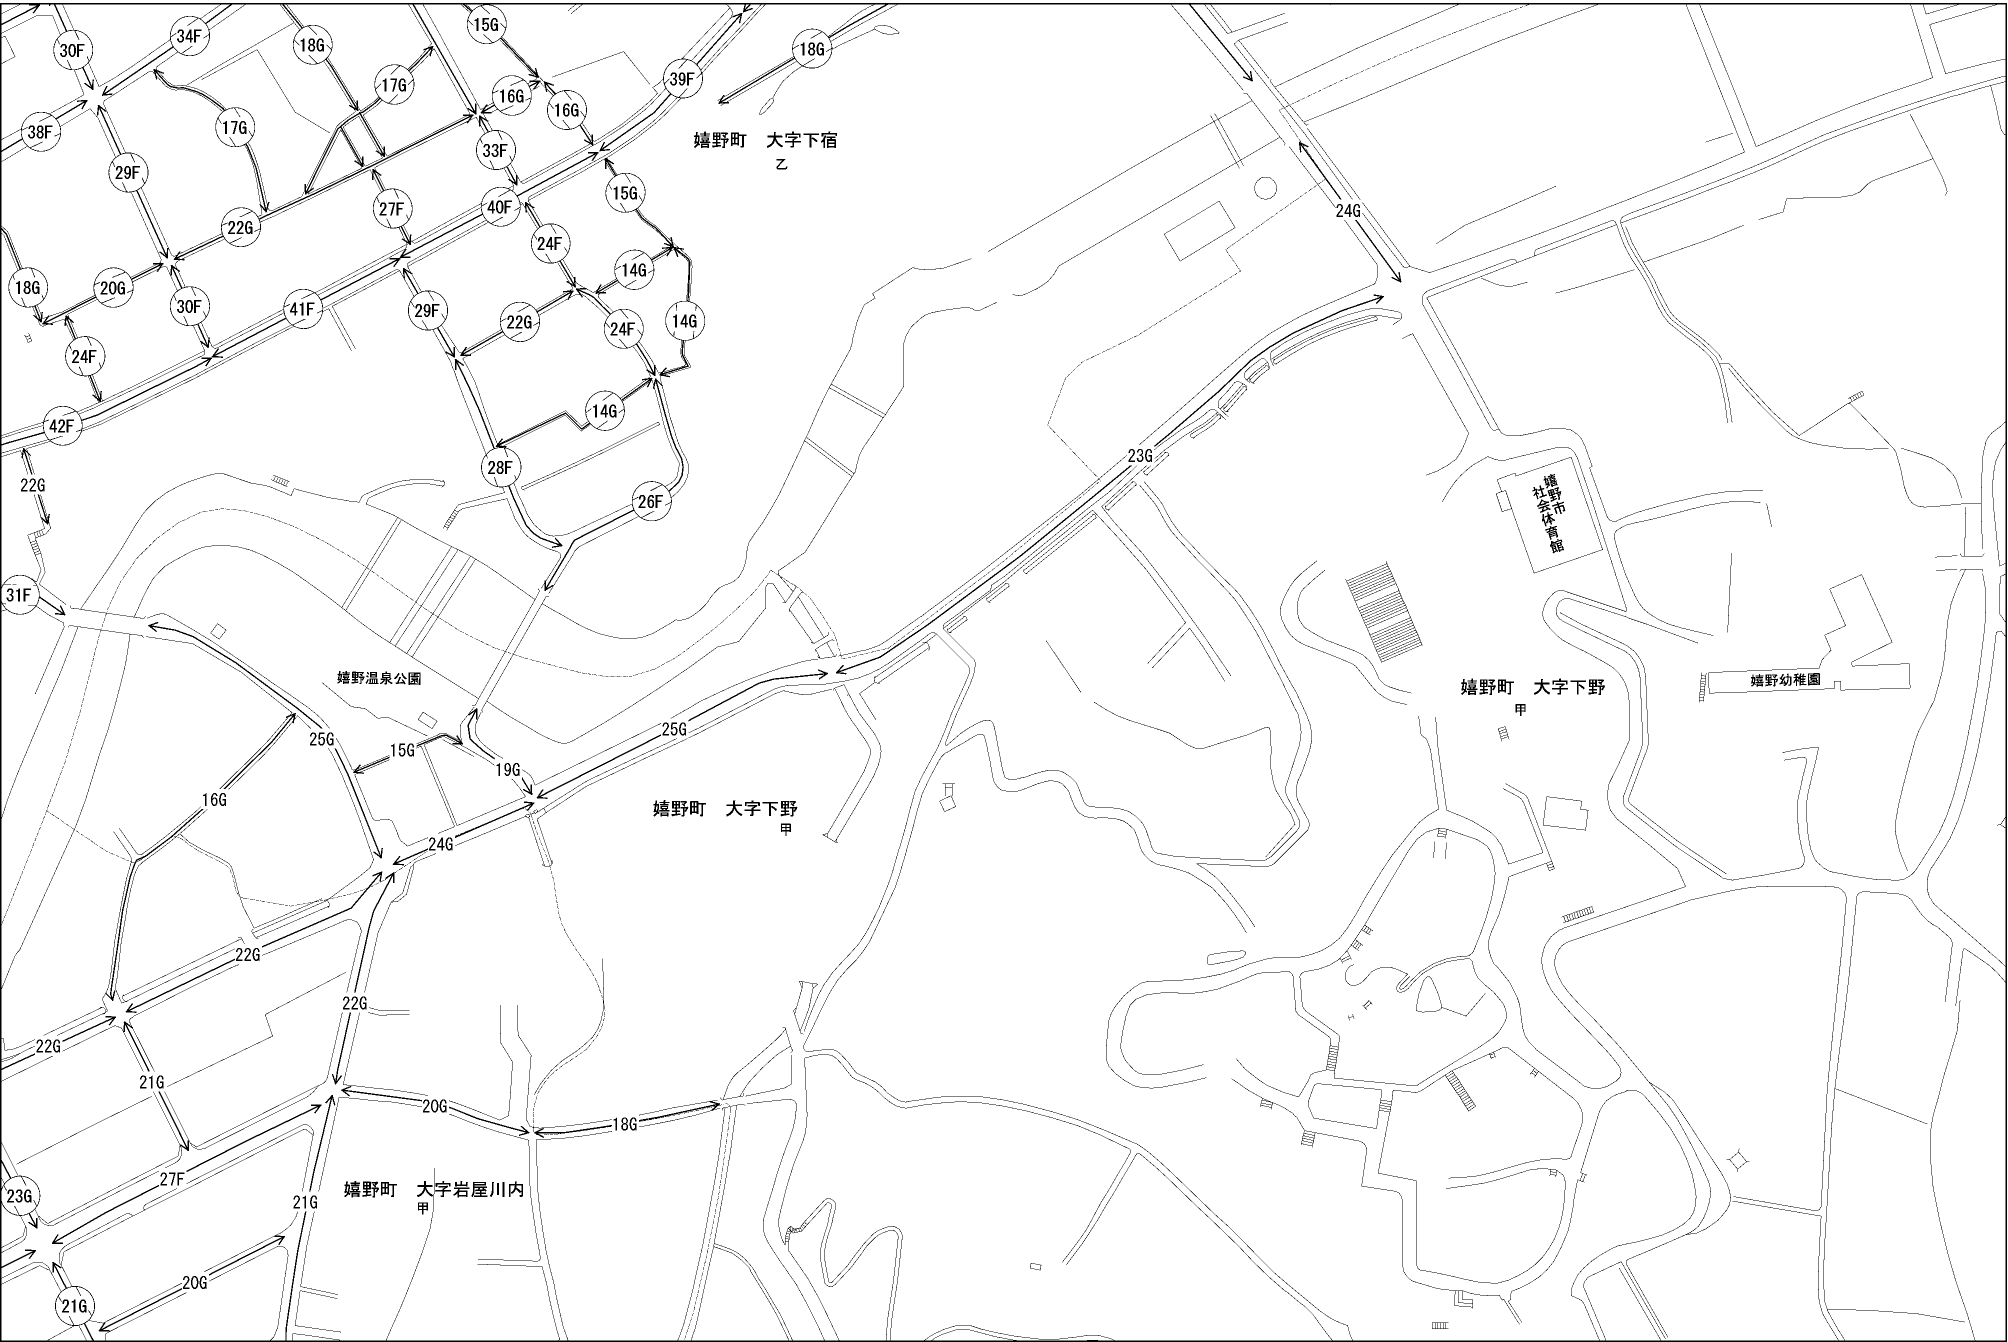 15G
34F
18G
30F
18G
39F
17G
16G
16G
17G
38F
嬉野町　大字下宿
乙
33F
29F
15G
40F
27F
24G
22G
24F
14G
18G
20G
30F
41F
29F
22G
24F
14G
24F
14G
42F
23G
28F
22G
26F
嬉野市
社会体育館
31F
嬉野温泉公園
嬉野幼稚園
嬉野町　大字下野
甲
25G
25G
15G
19G
16G
嬉野町　大字下野
甲
24G
22G
22G
22G
21G
20G
18G
27F
嬉野町　大字岩屋川内
甲
23G
21G
20G
21G